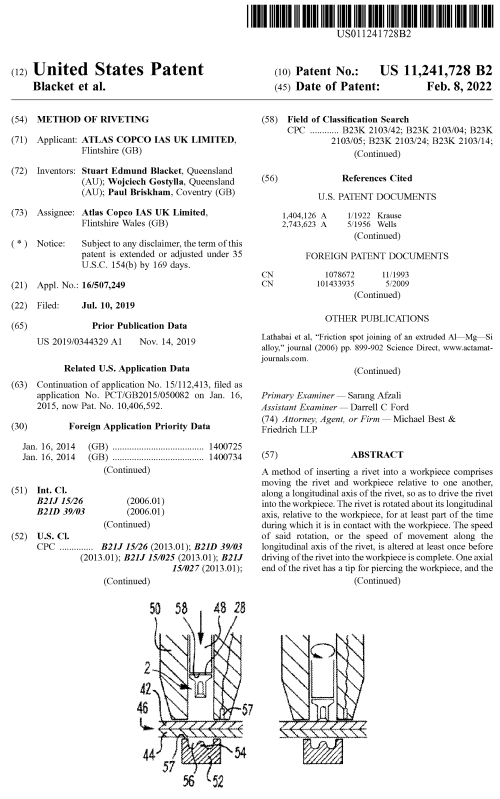 US011241728B2
(12) United States Patent
Blacket et al.
(10) Patent No.: US 11,241,728 B2
(45) Date of Patent: Feb. 8, 2022
(54) METHOD OF RIVETING
(71) Applicant: ATLAS COPCO IAS UK LIMITED,
Flintshire (GB)
(72) Inventors: Stuart Edmund Blacket, Queensland
(AU); Wojciech Gostylla, Queensland
(AU); Paul Briskham, Coventry (GB)
(73) Assignee: Atlas Copco IAS UK Limited,
Flintshire Wales (GB)
( * ) Notice: Subject to any disclaimer, the term of this
patent is extended or adjusted under 35
U.S.C. 154(b) by 169 days.
(21) Appl. No.: 16/507,249
(22) Filed: Jul. 10, 2019
(65) Prior Publication Data
US 2019/0344329 A1 Nov. 14, 2019
Related U.S. Application Data
(63) Continuation of application No. 15/112,413, filed as
application No. PCT/GB2015/050082 on Jan. 16,
2015, now Pat. No. 10,406,592.
(30) Foreign Application Priority Data
Jan. 16, 2014 (GB) ..................................... 1400725
Jan. 16, 2014 (GB) ..................................... 1400734
(Continued)
(51) Int. Cl.
B21J 15/26 (2006.01)
B21D 39/03 (2006.01)
(Continued)
(52) U.S. Cl.
CPC .............. B21J 15/26 (2013.01); B21D 39/03
(2013.01); B21J 15/025 (2013.01); B21J
15/027 (2013.01);
(Continued)
(58) Field of Classification Search
CPC ............ B23K 2103/42; B23K 2103/04; B23K
2103/05; B23K 2103/24; B23K 2103/14;
(Continued)
(56) References Cited
U.S. PATENT DOCUMENTS
1,404,126 A 1/1922 Krause
2,743,623 A 5/1956 Wells
(Continued)
FOREIGN PATENT DOCUMENTS
CN 1078672 11/1993
CN 101433935 5/2009
(Continued)
OTHER PUBLICATIONS
Lathabai et al, "Friction spot joining of an extruded Al—Mg—Si
alloy," journal (2006) pp. 899-902 Science Direct, www.actamat-
journals.com.
(Continued)
Primary Examiner — Sarang Afzali
Assistant Examiner — Darrell C Ford
(74) Attorney, Agent, or Firm — Michael Best &
Friedrich LLP
(57) ABSTRACT
A method of inserting a rivet into a workpiece comprises
moving the rivet and workpiece relative to one another,
along a longitudinal axis of the rivet, so as to drive the rivet
into the workpiece. The rivet is rotated about its longitudinal
axis, relative to the workpiece, for at least part of the time
during which it is in contact with the workpiece. The speed
of said rotation, or the speed of movement along the
longitudinal axis of the rivet, is altered at least once before
driving of the rivet into the workpiece is complete. One axial
end of the rivet has a tip for piercing the workpiece, and the
(Continued)
50 58 48 28
2
42
46
1
44
57
57
54
56 52